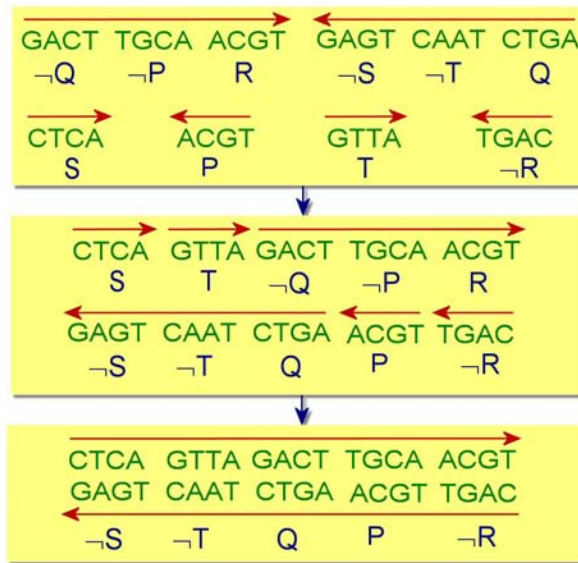 GACT TGCA ACGT GAGT CAAT CTGA
¬Q ¬P R ¬S ¬T Q
CTCA ACGT GTTA TGAC
S P T ¬R
CTCA GTTA GACT TGCA ACGT
S T ¬Q ¬P R
GAGT CAAT CTGA ACGT TGAC
¬S ¬T Q P ¬R
CTCA GTTA GACT TGCA ACGT
GAGT CAAT CTGA ACGT TGAC
¬S ¬T Q P ¬R